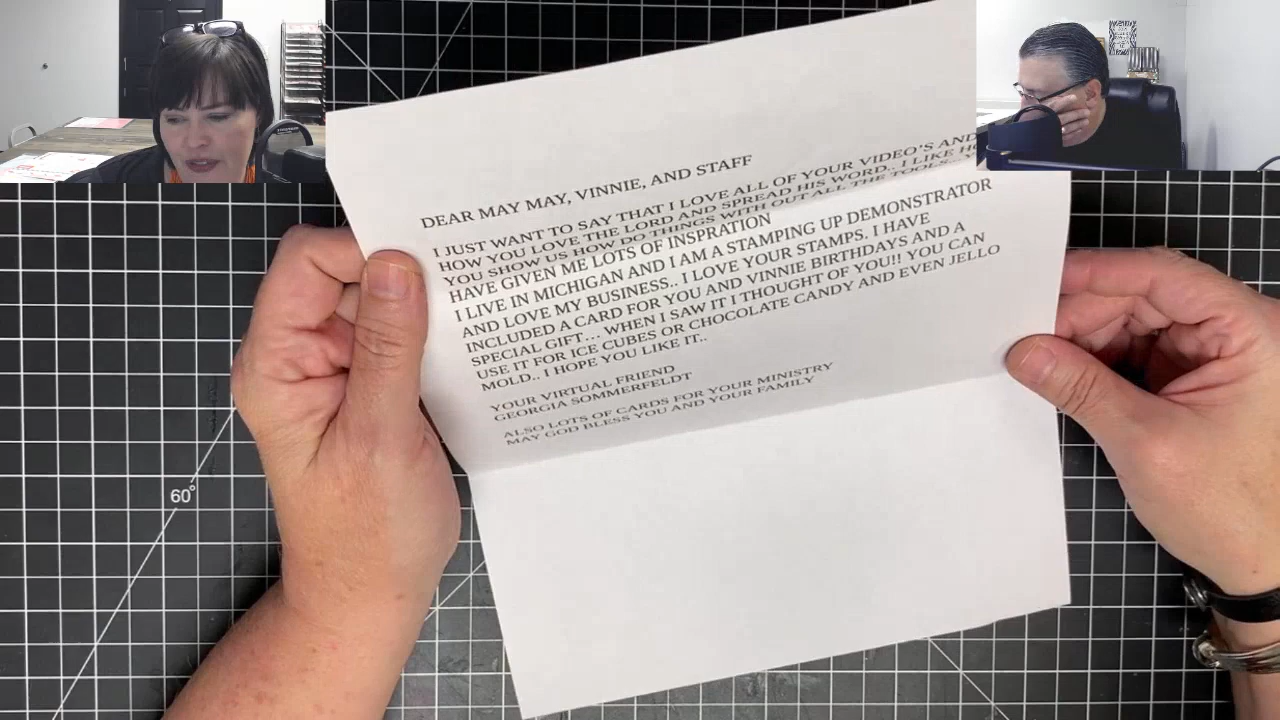 DEAR MAY MAY, VINNIE, AND STAFF
I JUST WANT TO SAY THAT I LOVE ALL OF YOUR VIDEO'S AND
HOW YOU LOVE THE LORD AND SPREAD HIS WORD.. I LIKE
YOU SHOW US HOW DO THINGS WITH OUT ALL THE TOOLS...
HAVE GIVEN ME LOTS OF INSPRATION
I LIVE IN MICHIGAN AND I AM A STAMPING UP DEMONSTRATOR
AND LOVE MY BUSINESS.. I LOVE YOUR STAMPS. I HAVE
INCLUDED A CARD FOR YOU AND VINNIE BIRTHDAYS AND A
SPECIAL GIFT... WHEN I SAW IT I THOUGHT OF YOU!! YOU CAN
USE IT FOR ICE CUBES OR CHOCOLATE CANDY AND EVEN JELLO
MOLD.. I HOPE YOU LIKE IT..
YOUR VIRTUAL FRIEND
GEORGIA SOMMERFELDT
ALSO LOTS OF CARDS FOR YOUR MINISTRY
MAY GOD BLESS YOU AND YOUR FAMILY
60°